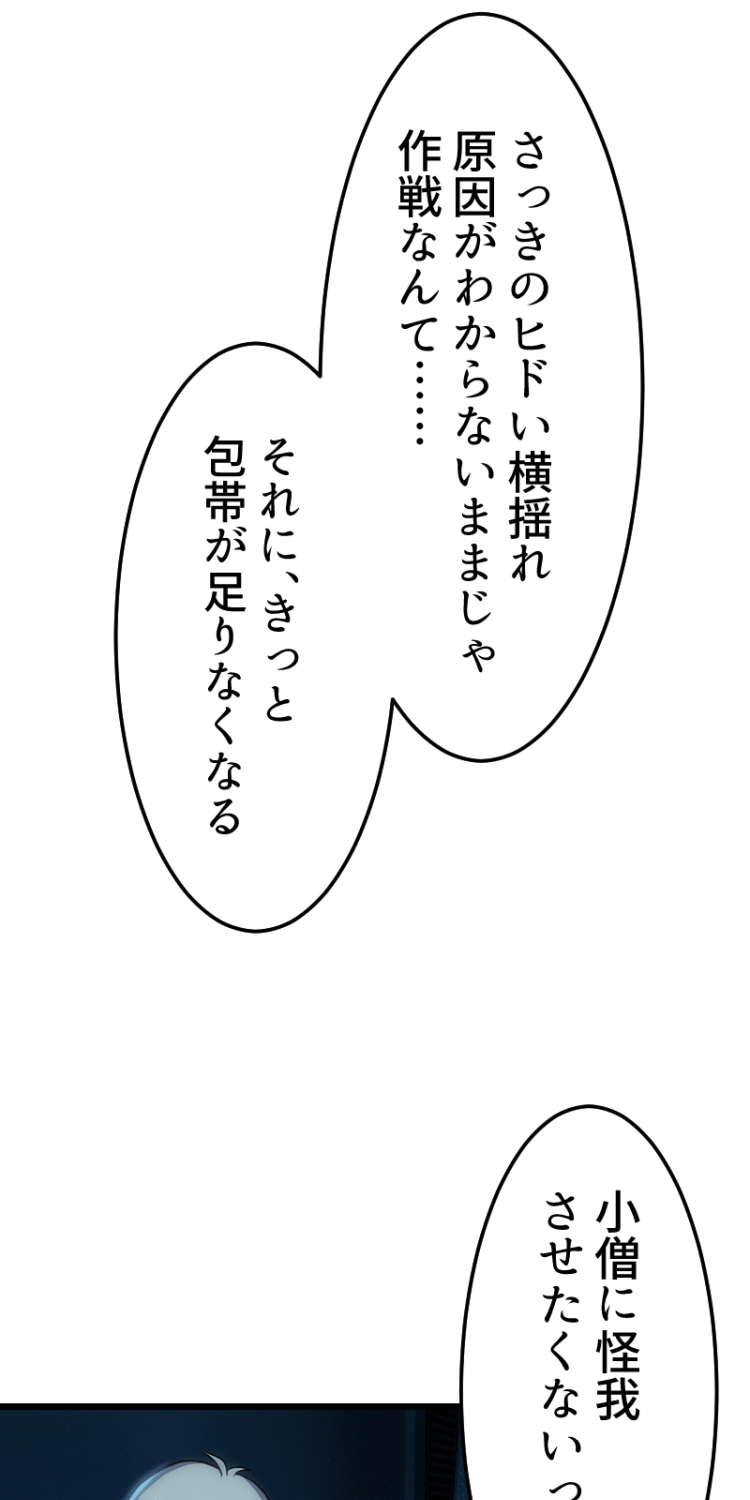 さっきのヒドい横揺れ
原因がわからないままじゃ
作戦なんて……
それに、きっと
包帯が足りなくなる
小僧に怪我
させたくないっ